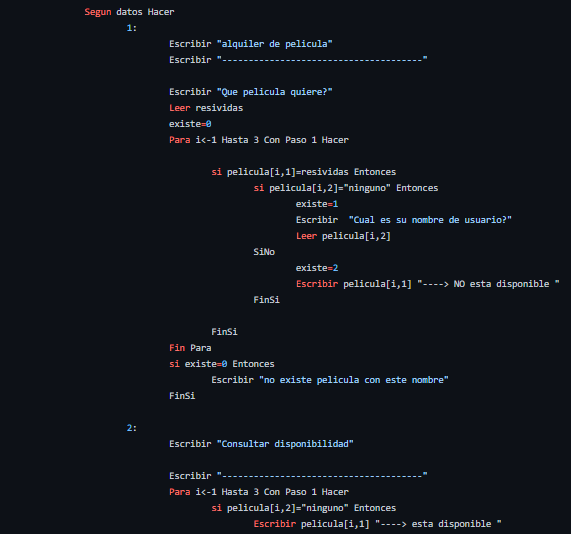 Segun datos Hacer
1:
Escribir "alquiler de pelicula"
Escribir "--------------------------------------"
Escribir "Que pelicula quiere?"
Leer resividas
existe=0
Para i<-1 Hasta 3 Con Paso 1 Hacer
si pelicula[i,1]=resividas Entonces
si pelicula[i,2]="ninguno" Entonces
existe=1
Escribir  "Cual es su nombre de usuario?"
Leer pelicula[i,2]
SiNo
existe=2
Escribir pelicula[i,1] "----> NO esta disponible "
FinSi
FinSi
Fin Para
si existe=0 Entonces
Escribir "no existe pelicula con este nombre"
FinSi
2:
Escribir "Consultar disponibilidad"
Escribir "--------------------------------------"
Para i<-1 Hasta 3 Con Paso 1 Hacer
si pelicula[i,2]="ninguno" Entonces
Escribir pelicula[i,1] "----> esta disponible "